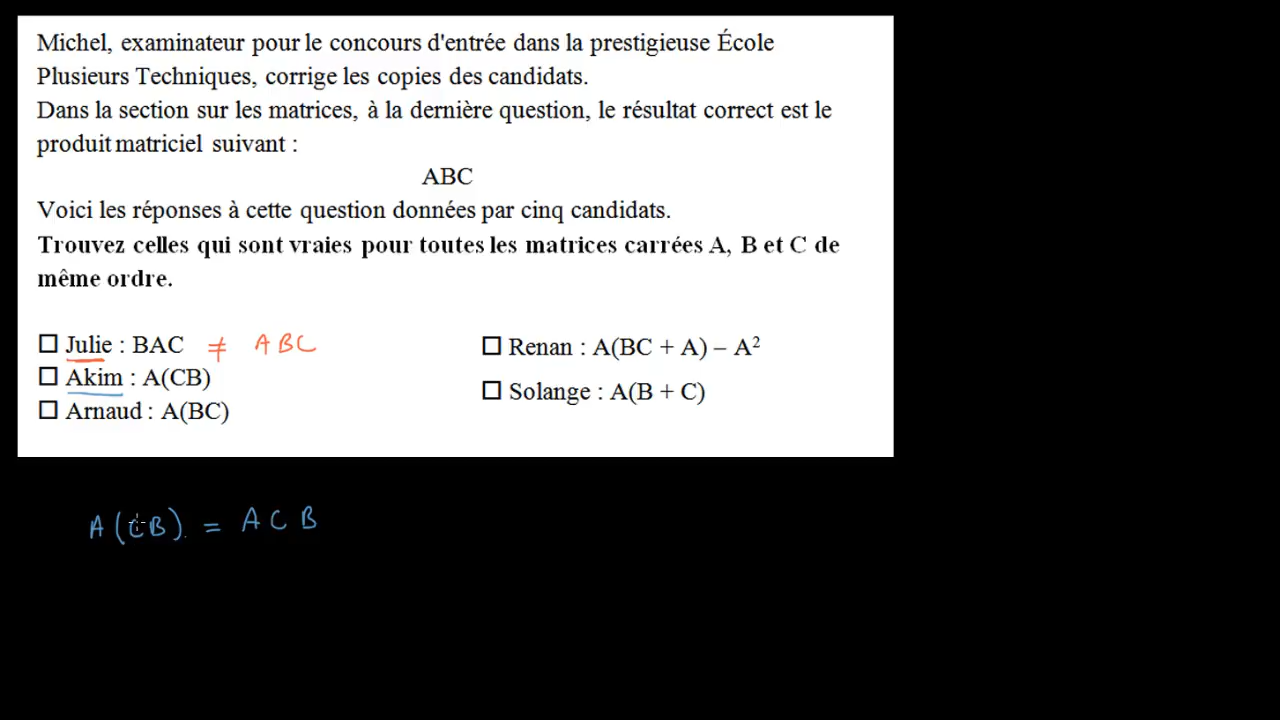 Michel, examinateur pour le concours d'entrée dans la prestigieuse École
Plusieurs Techniques, corrige les copies des candidats.
Dans la section sur les matrices, à la dernière question, le résultat correct est le
produit matriciel suivant :
ABC
Voici les réponses à cette question données par cinq candidats.
Trouvez celles qui sont vraies pour toutes les matrices carrées A, B et C de
même ordre.
☐ Julie : BAC ≠ ABC
☐ Akim : A(CB)
☐ Arnaud : A(BC)
☐ Renan : A(BC + A) – A²
☐ Solange : A(B + C)
A(CB) = ACB